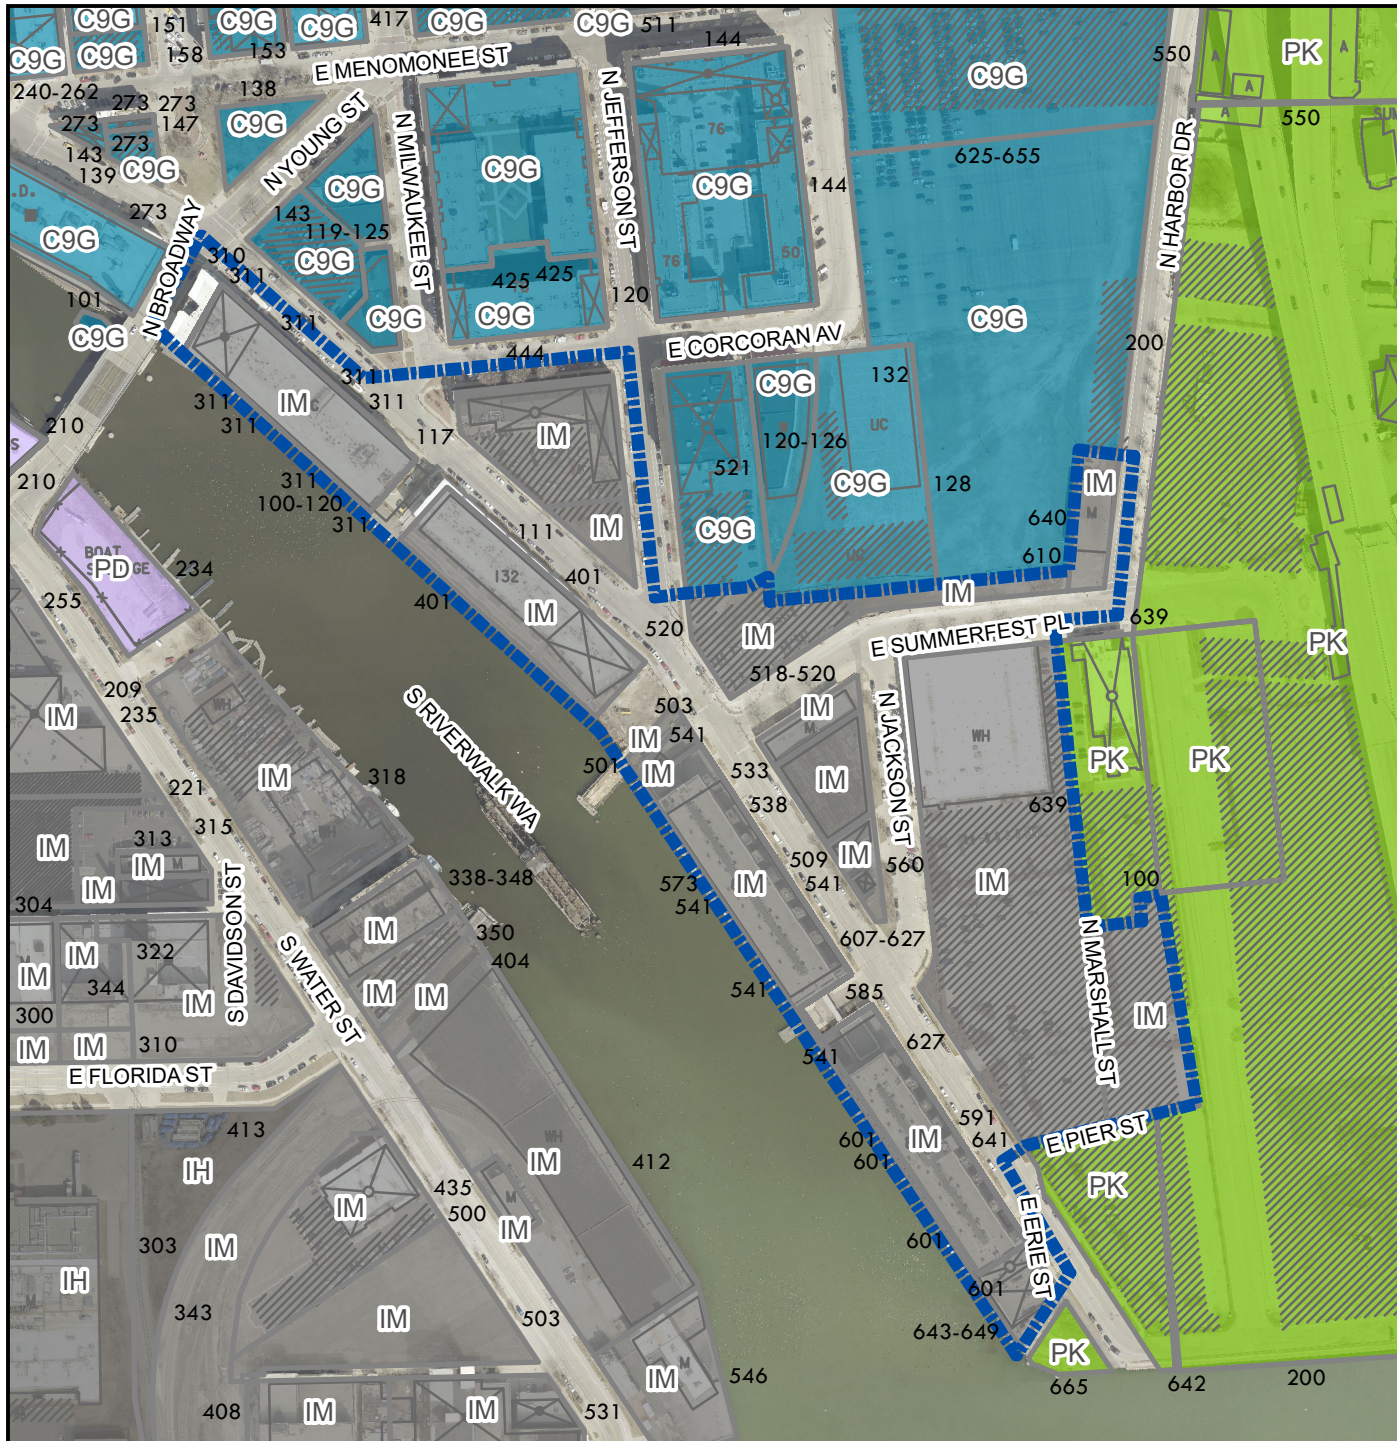 151
C9G
C9G
C9G
417
C9G
511
C9G
C9G
C9G
158
153
144
550
PK
A
A
A
A
E MENOMONEE ST
240-262
138
C9G
550
273
273
273
147
273
C9G
N YOUNG ST
N MILWAUKEE ST
N JEFFERSON ST
76
N HARBOR DR
143
139
C9G
C9G
C9G
C9G
625-655
144
273
143
119-125
C9G
C9G
310
311
425
425
76
50
101
N BROADWAY
C9G
120
C9G
C9G
C9G
311
444
E CORCORAN AV
200
311
311
132
C9G
311
311
IM
IM
117
UC
210
120-126
521
210
311
100-120
311
C9G
128
IM
M
BOAT
PD
111
IM
C9G
UC
640
610
132
234
401
IM
255
401
IM
520
IM
639
PK
E SUMMERFEST PL
518-520
209
235
WH
IM
S RIVERWALK WA
503
541
IM
IM
M
N JACKSON ST
WH
PK
PK
IM
318
501
IM
533
538
IM
639
221
315
313
IM
IM
M
IM
509
541
IM
560
IM
573
541
IM
338-348
100
304
S DAVIDSON ST
IM
350
607-627
N MARSHALL ST
IM
322
IM
404
S WATER ST
344
IM
IM
IM
541
585
IM
300
IM
IM
310
541
627
E FLORIDA ST
413
591
641
E PIER ST
IH
WH
IM
412
601
601
IM
PK
IM
435
500
M
IM
E ERIE ST
303
IM
601
IH
343
601
IM
503
643-649
PK
IM
M
546
665
642
200
408
IM
IM
531